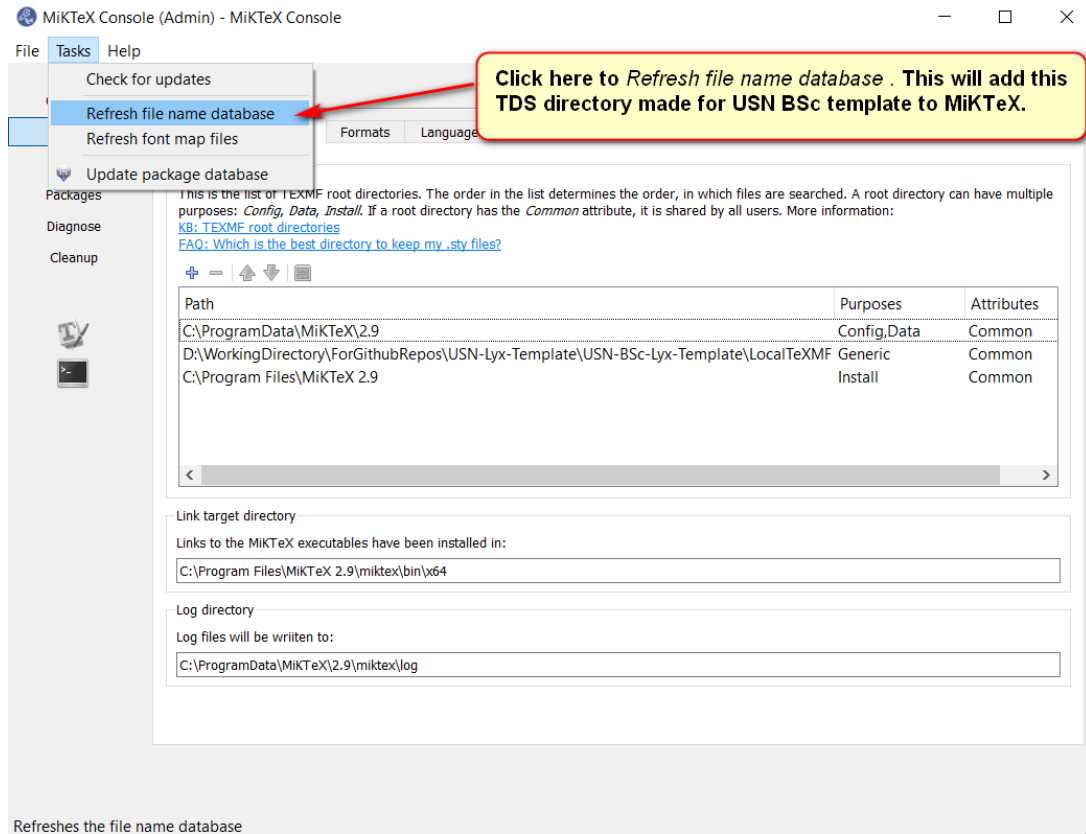 MiKTeX Console (Admin) - MiKTeX Console
File Tasks Help
Check for updates
Refresh file name database
Refresh font map files
Update package database
Click here to Refresh file name database . This will add this
TDS directory made for USN BSc template to MiKTeX.
Formats Language
Packages
Diagnose
Cleanup
This is the list of TEXMF root directories. The order in the list determines the order, in which files are searched. A root directory can have multiple
purposes: Config, Data, Install. If a root directory has the Common attribute, it is shared by all users. More information:
KB: TEXMF root directories
FAQ: Which is the best directory to keep my .sty files?
Path Purposes Attributes
C:\ProgramData\MiKTeX\2.9 Config,Data Common
D:\WorkingDirectory\ForGithubRepos\USN-Lyx-Template\USN-BSc-Lyx-Template\LocalTeXMF Generic Common
C:\Program Files\MiKTeX 2.9 Install Common
Link target directory
Links to the MiKTeX executables have been installed in:
C:\Program Files\MiKTeX 2.9\miktex\bin\x64
Log directory
Log files will be wriiten to:
C:\ProgramData\MiKTeX\2.9\miktex\log
Refreshes the file name database